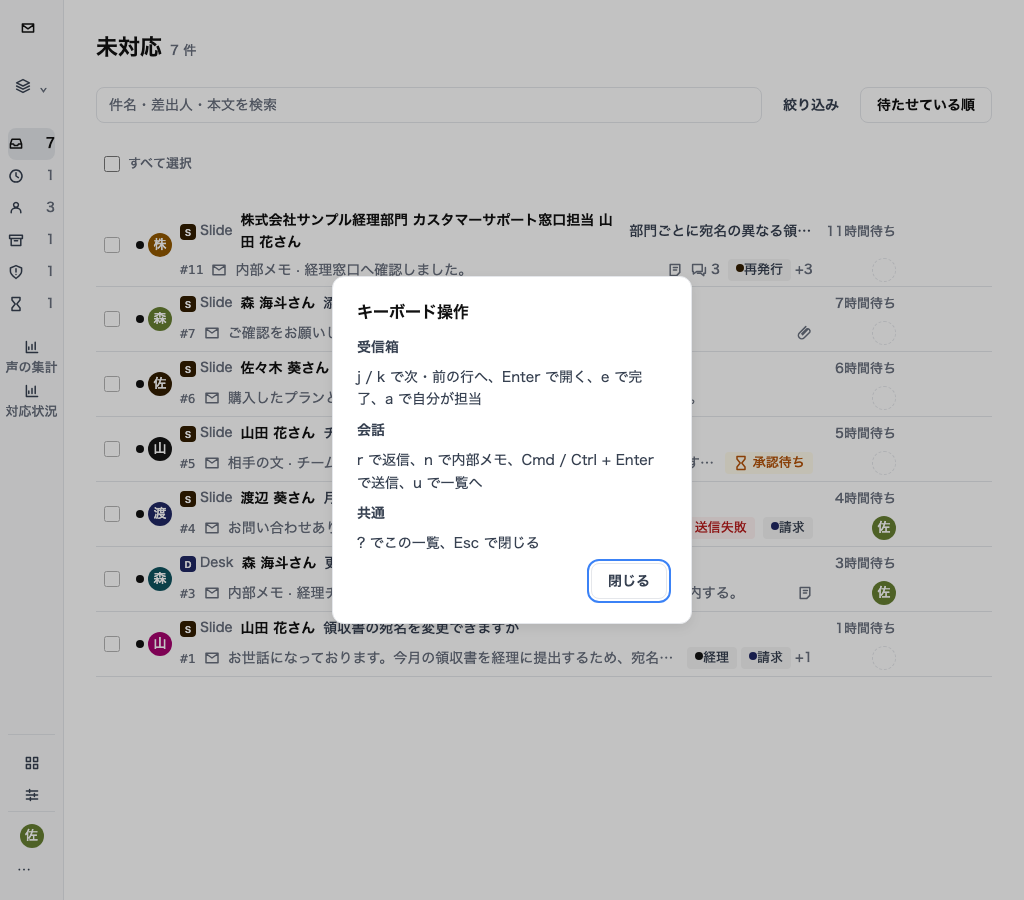 未対応 7 件
件名・差出人・本文を検索
絞り込み
待たせている順
7
1
3
1
1
1
声の集計
対応状況
佐
…
すべて選択
株 S Slide 株式会社サンプル経理部門 カスタマーサポート窓口担当 山
田 花さん
部門ごとに宛名の異なる領… 11時間待ち
#11 内部メモ · 経理窓口へ確認しました。 3 再発行 +3
森 S Slide 森 海斗さん 7時間待ち
#7 ご確認をお願いし
佐 S Slide 佐々木 葵さん 6時間待ち
#6 購入したプランと 。
山 S Slide 山田 花さん 5時間待ち
#5 相手の文 · チーム す… 承認待ち
渡 S Slide 渡辺 葵さん 月 4時間待ち
#4 お問い合わせあり 送信失敗 請求 佐
森 D Desk 森 海斗さん 3時間待ち
#3 内部メモ · 経理チ 内する。 佐
山 S Slide 山田 花さん 領収書の宛名を変更できますか 1時間待ち
#1 お世話になっております。今月の領収書を経理に提出するため、宛名… 経理 請求 +1
キーボード操作
受信箱
j / k で次・前の行へ、Enter で開く、e で完
了、a で自分が担当
会話
r で返信、n で内部メモ、Cmd / Ctrl + Enter
で送信、u で一覧へ
共通
? でこの一覧、Esc で閉じる
閉じる